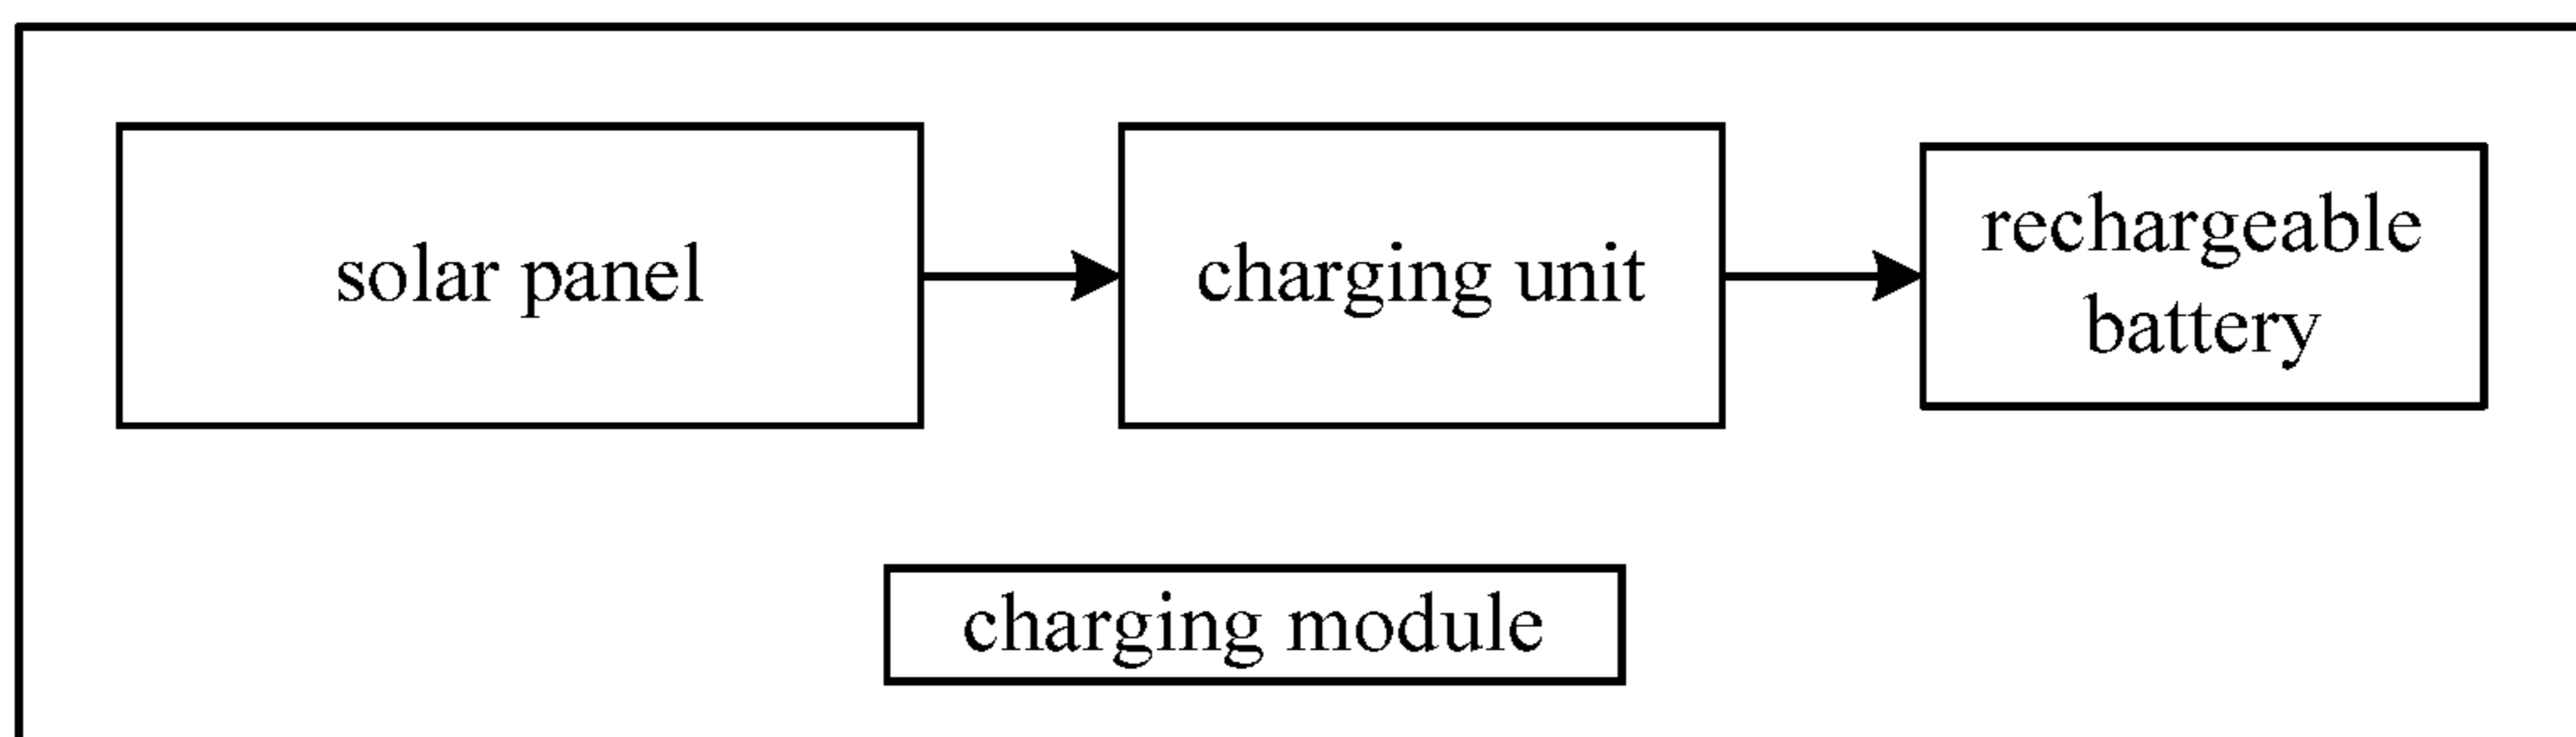 solar panel
charging unit
rechargeable
battery
charging module